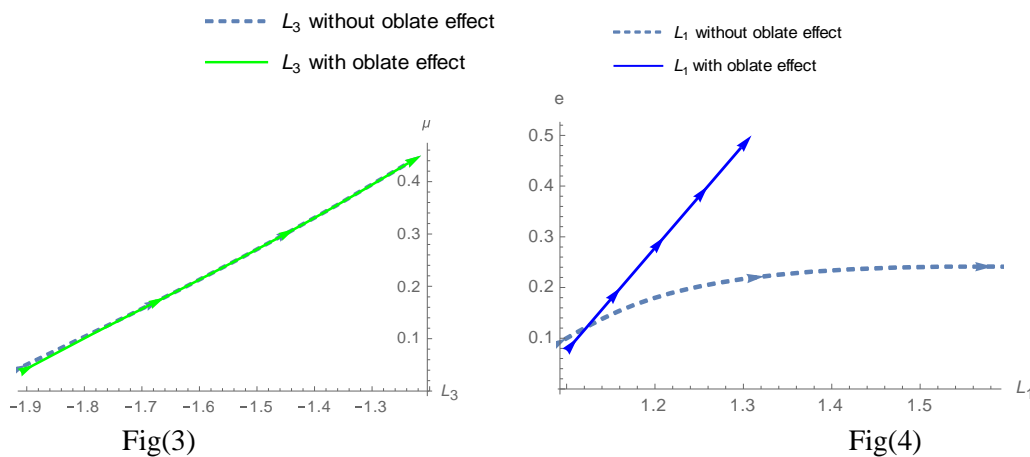 L3 without oblate effect
L3 with oblate effect
μ
0.4
0.3
0.2
0.1
−1.9 −1.8 −1.7 −1.6 −1.5 −1.4 −1.3 L3
Fig(3)
L1 without oblate effect
L1 with oblate effect
e
0.5
0.4
0.3
0.2
0.1
1.2 1.3 1.4 1.5 L1
Fig(4)